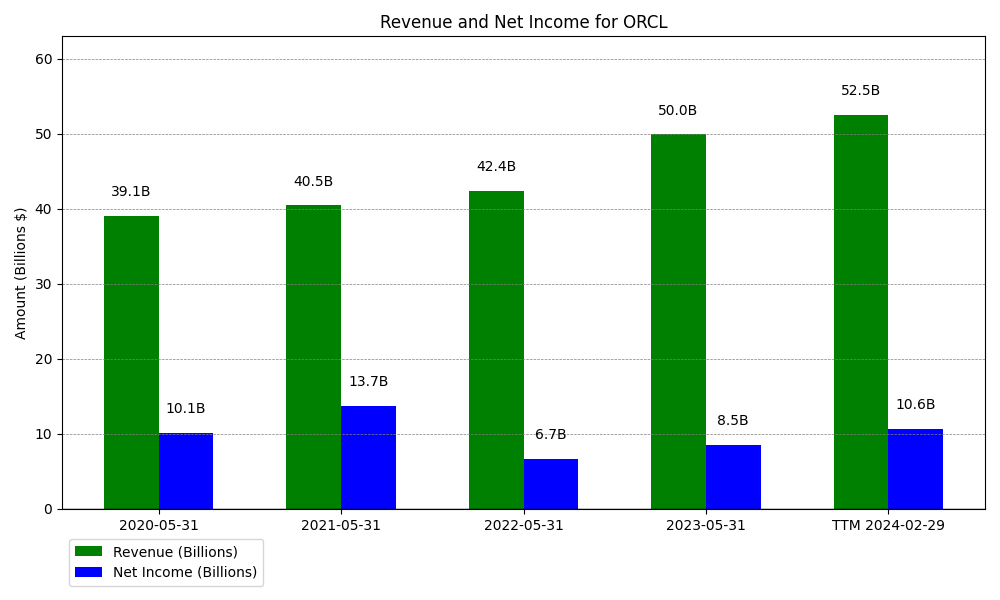 Revenue and Net Income for ORCL
Amount (Billions $)
60
50
40
30
20
10
0
39.1B
10.1B
40.5B
13.7B
42.4B
6.7B
50.0B
8.5B
52.5B
10.6B
2020-05-31
2021-05-31
2022-05-31
2023-05-31
TTM 2024-02-29
Revenue (Billions)
Net Income (Billions)